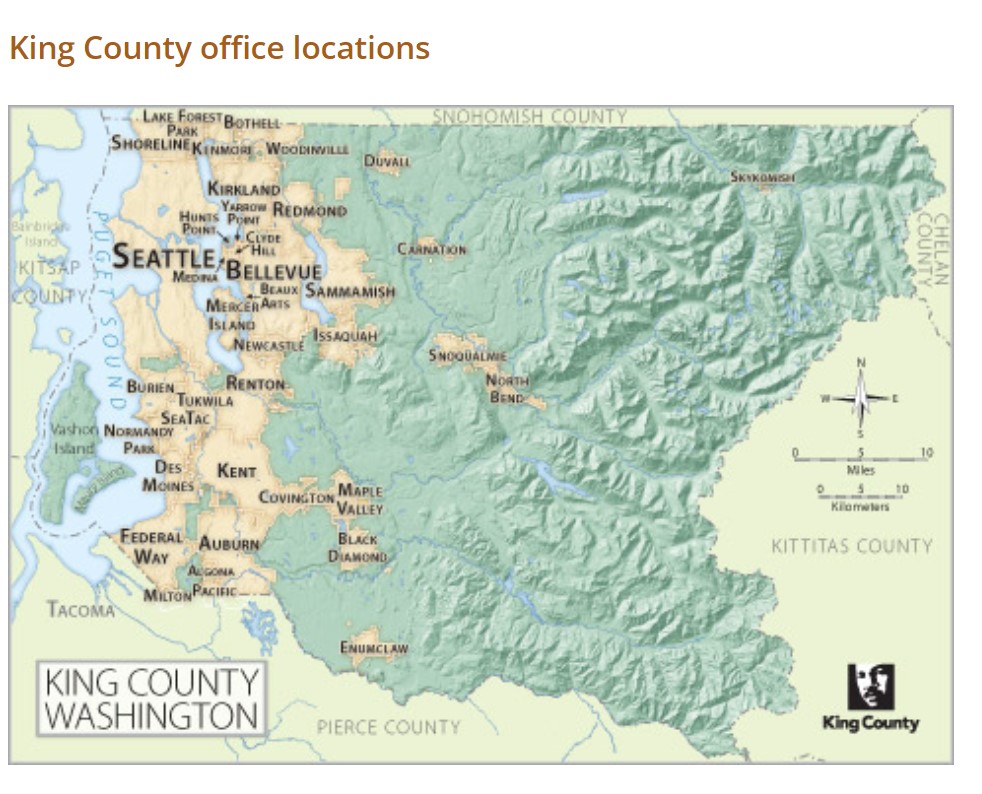 King County office locations
SNOHOMISH COUNTY
LAKE FOREST
PARK
BOTHELL
SHORELINE
KENMORE
WOODINVILLE
DUVALL
SKYKOMISH
KIRKLAND
YARROW
POINT
REDMOND
HUNTS
POINT
CLYDE
HILL
Bainbridge
Island
CHELAN
COUNTY
CARNATION
SEATTLE
MEDINA
BELLEVUE
KITSAP
COUNTY
PUGET SOUND
BEAUX
ARTS
SAMMAMISH
MERCER
ISLAND
ISSAQUAH
NEWCASTLE
SNOQUALMIE
NORTH
BEND
BURIEN
RENTON
TUKWILA
SEATAC
Vashon
Island
NORMANDY
PARK
N
W
E
S
0 5 10
Miles
0 5 10
Kilometers
DES
MOINES
KENT
Maury Island
COVINGTON
MAPLE
VALLEY
FEDERAL
WAY
AUBURN
BLACK
DIAMOND
KITTITAS COUNTY
ALGONA
MILTON
PACIFIC
TACOMA
ENUMCLAW
KING COUNTY
WASHINGTON
PIERCE COUNTY
King County